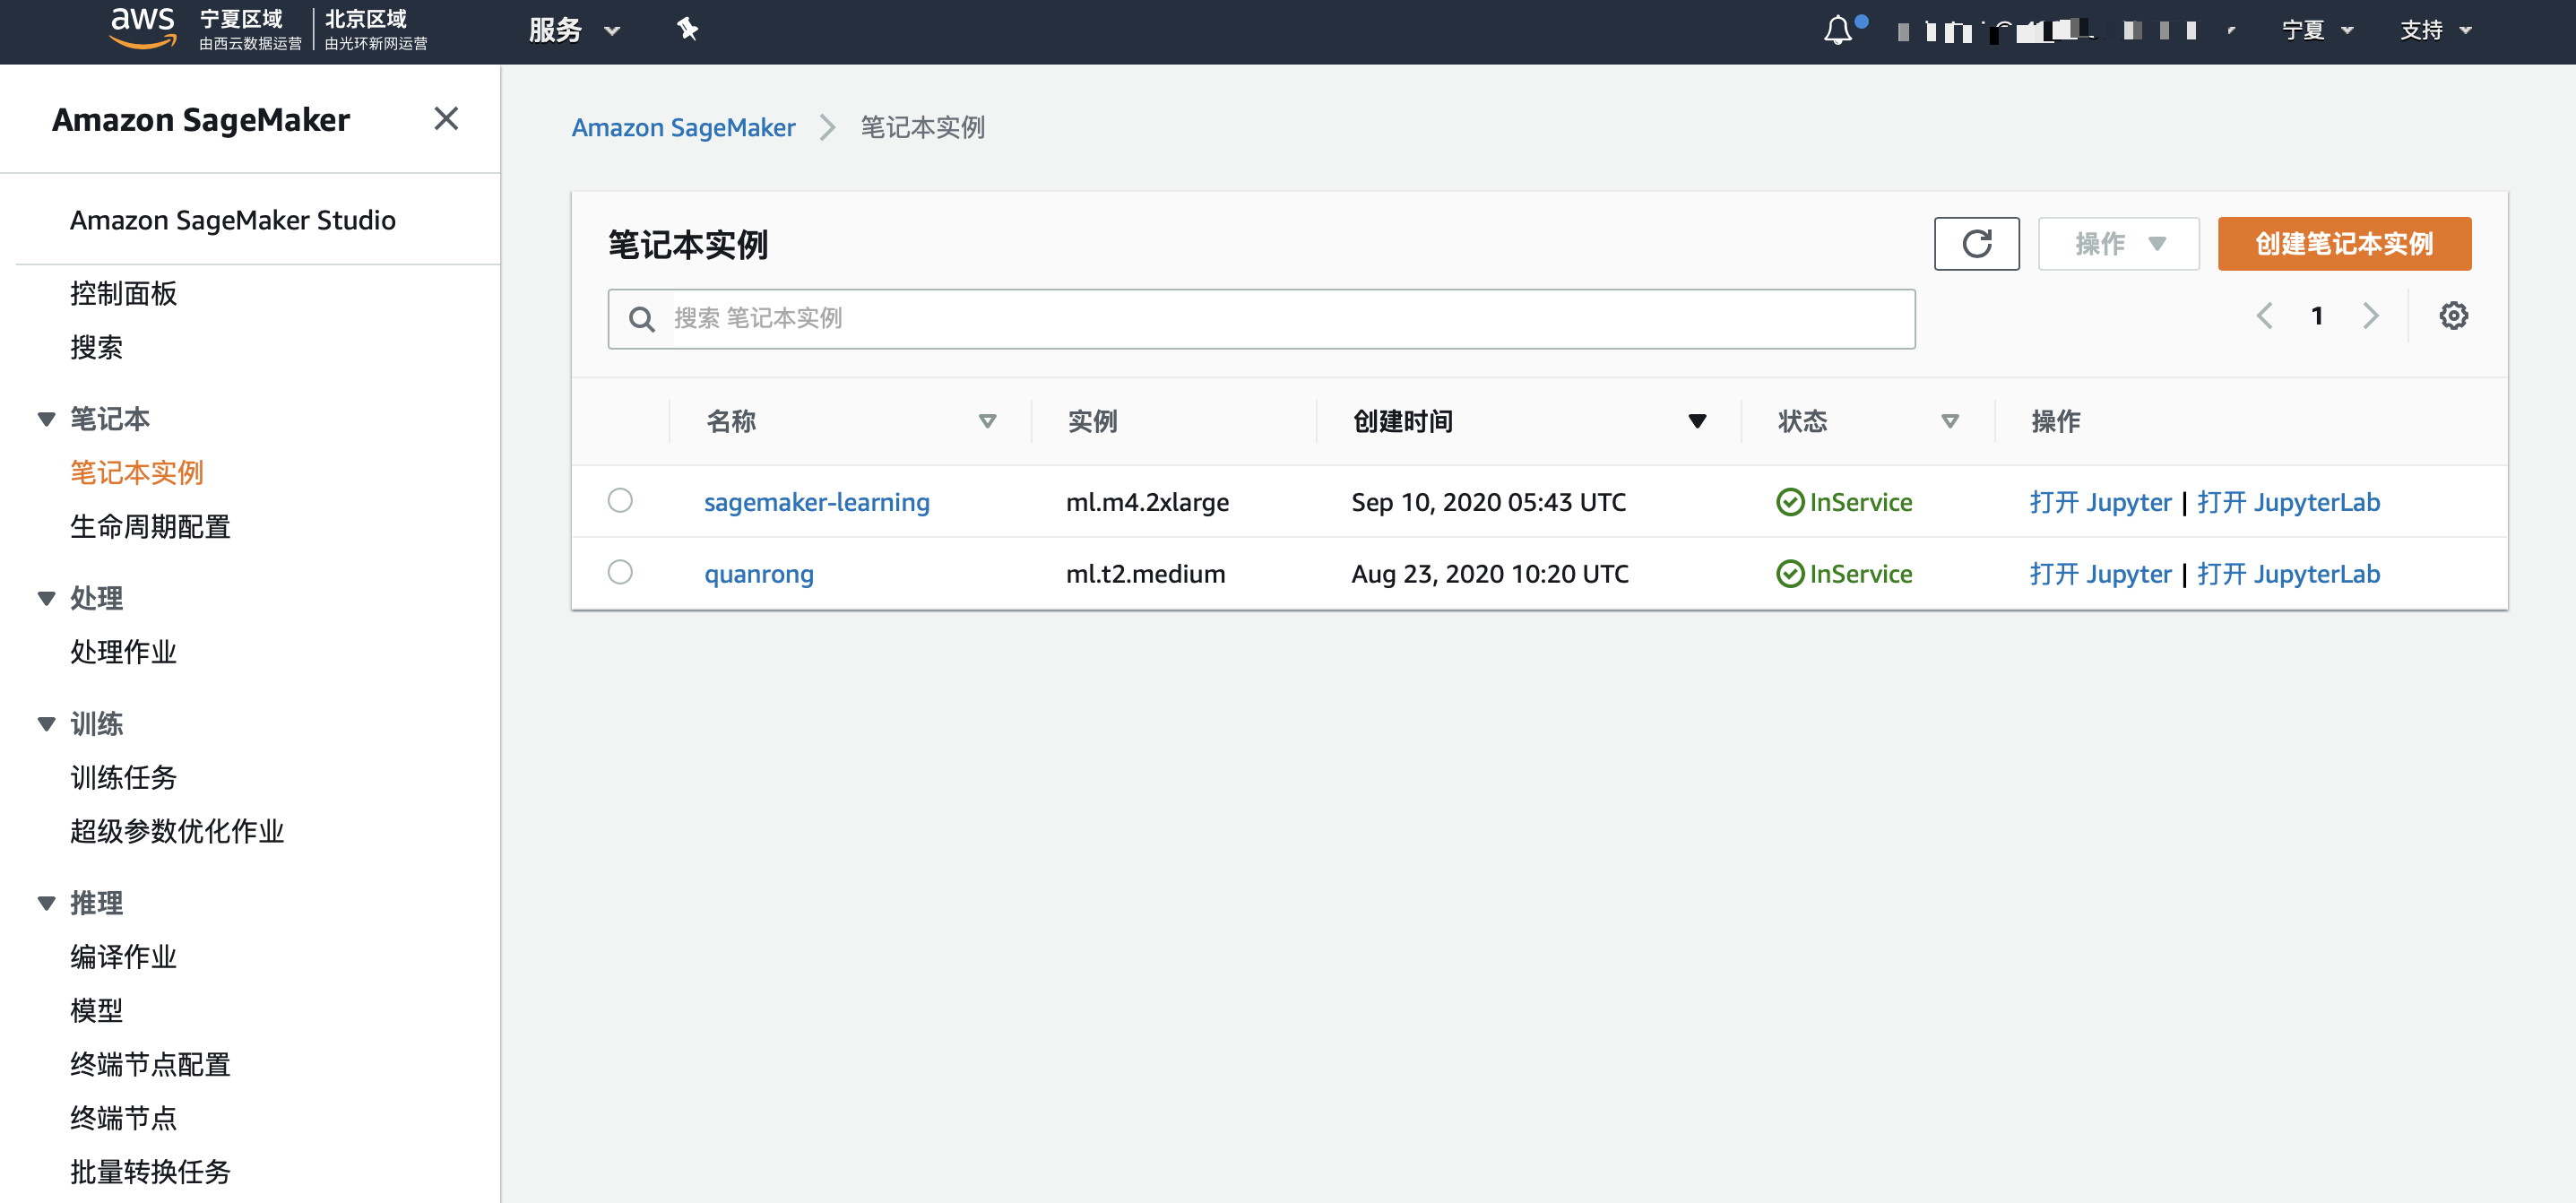 aws 宁夏区域 北京区域
由西云数据运营 由光环新网运营
服务
宁夏 支持
Amazon SageMaker
Amazon SageMaker Studio
控制面板
搜索
笔记本
笔记本实例
生命周期配置
处理
处理作业
训练
训练任务
超级参数优化作业
推理
编译作业
模型
终端节点配置
终端节点
批量转换任务
Amazon SageMaker 笔记本实例
笔记本实例
操作 创建笔记本实例
搜索 笔记本实例
1
名称 实例 创建时间 状态 操作
sagemaker-learning ml.m4.2xlarge Sep 10, 2020 05:43 UTC InService 打开 Jupyter | 打开 JupyterLab
quanrong ml.t2.medium Aug 23, 2020 10:20 UTC InService 打开 Jupyter | 打开 JupyterLab